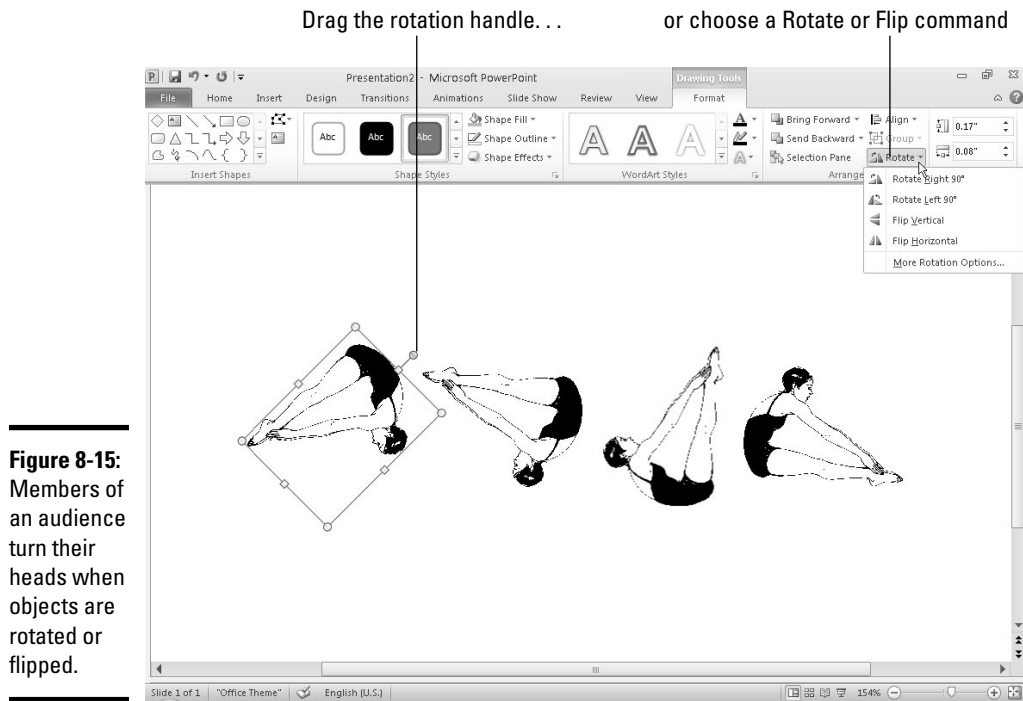 Drag the rotation handle. . .
or choose a Rotate or Flip command
Presentation2 - Microsoft PowerPoint
Drawing Tools
File Home Insert Design Transitions Animations Slide Show Review View Format
Abc Abc Abc
Shape Fill
Shape Outline
Shape Effects
A A A
A
A
Bring Forward
Send Backward
Selection Pane
Align
Group
Rotate
0.17"
0.08"
Insert Shapes
Shape Styles
WordArt Styles
Arrange
Rotate Right 90°
Rotate Left 90°
Flip Vertical
Flip Horizontal
More Rotation Options...
Figure 8-15:
Members of
an audience
turn their
heads when
objects are
rotated or
flipped.
Slide 1 of 1 "Office Theme" English (U.S.) 154%